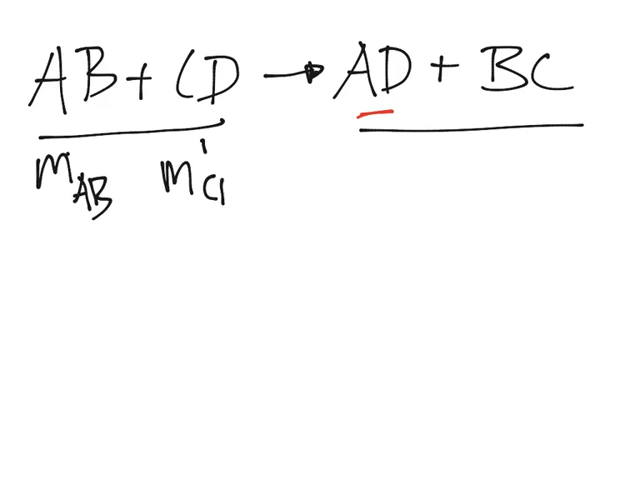 AB + CD → AD + BC
m_AB m_Cl